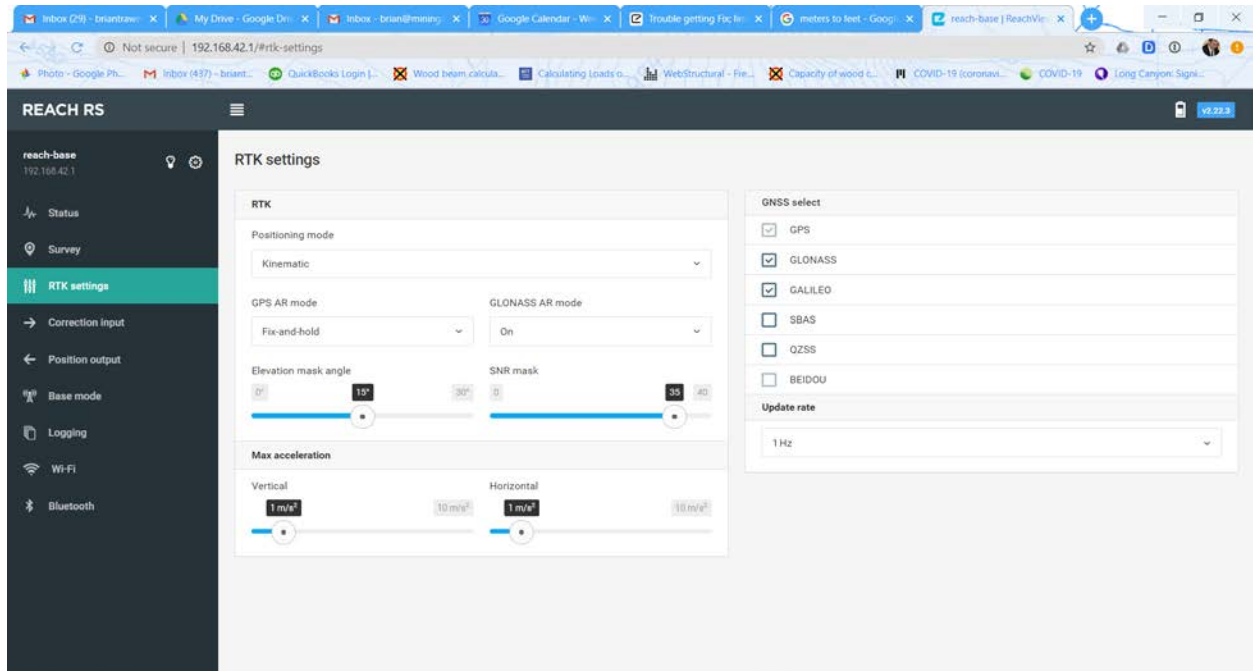 Inbox (29) - briantraw
My Drive - Google Dri
Inbox - brian@mining
Google Calendar - We
Trouble getting Fix; lin
meters to feet - Googl
reach-base | ReachVie
Not secure | 192.168.42.1/#rtk-settings
Photo - Google Ph...
Inbox (437) - briant...
QuickBooks Login |...
Wood beam calcula...
Calculating Loads o...
WebStructural - Fre...
Capacity of wood c...
COVID-19 (coronavi...
COVID-19
Long Canyon: Signi...
REACH RS
v2.22.3
reach-base
192.168.42.1
Status
Survey
RTK settings
Correction input
Position output
Base mode
Logging
Wi-Fi
Bluetooth
RTK settings
RTK
Positioning mode
Kinematic
GPS AR mode GLONASS AR mode
Fix-and-hold On
Elevation mask angle SNR mask
0° 15° 30° 0 35 40
Max acceleration
Vertical Horizontal
1 m/s² 10 m/s² 1 m/s² 10 m/s²
GNSS select
GPS
GLONASS
GALILEO
SBAS
QZSS
BEIDOU
Update rate
1 Hz